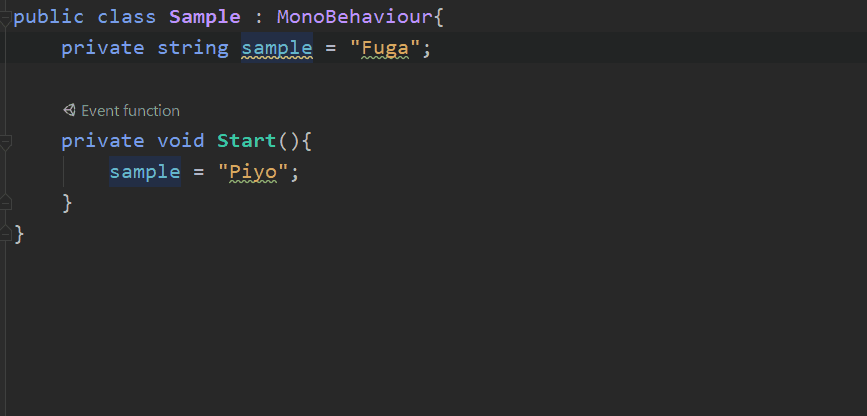 public class Sample : MonoBehaviour{
private string sample = "Fuga";
Event function
private void Start(){
sample = "Piyo";
}
}